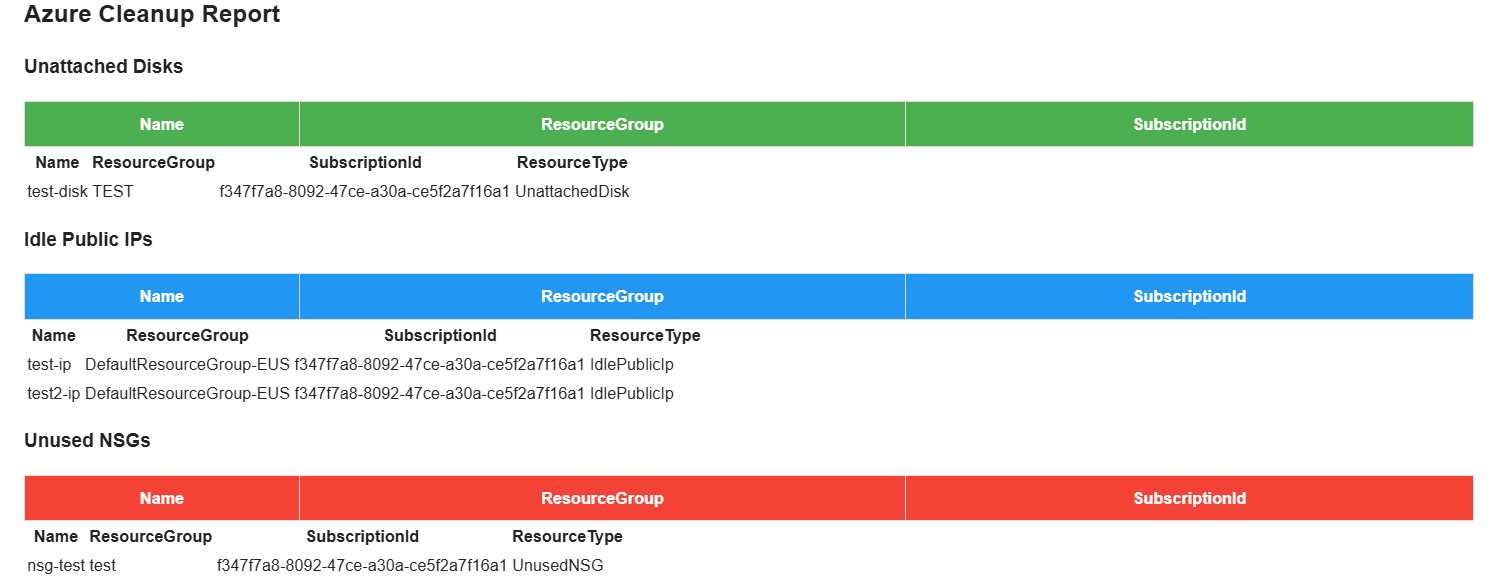 Azure Cleanup Report
Unattached Disks
Name ResourceGroup SubscriptionId
Name ResourceGroup SubscriptionId ResourceType
test-disk TEST f347f7a8-8092-47ce-a30a-ce5f2a7f16a1 UnattachedDisk
Idle Public IPs
Name ResourceGroup SubscriptionId
Name ResourceGroup SubscriptionId ResourceType
test-ip DefaultResourceGroup-EUS f347f7a8-8092-47ce-a30a-ce5f2a7f16a1 IdlePublicIp
test2-ip DefaultResourceGroup-EUS f347f7a8-8092-47ce-a30a-ce5f2a7f16a1 IdlePublicIp
Unused NSGs
Name ResourceGroup SubscriptionId
Name ResourceGroup SubscriptionId ResourceType
nsg-test test f347f7a8-8092-47ce-a30a-ce5f2a7f16a1 UnusedNSG